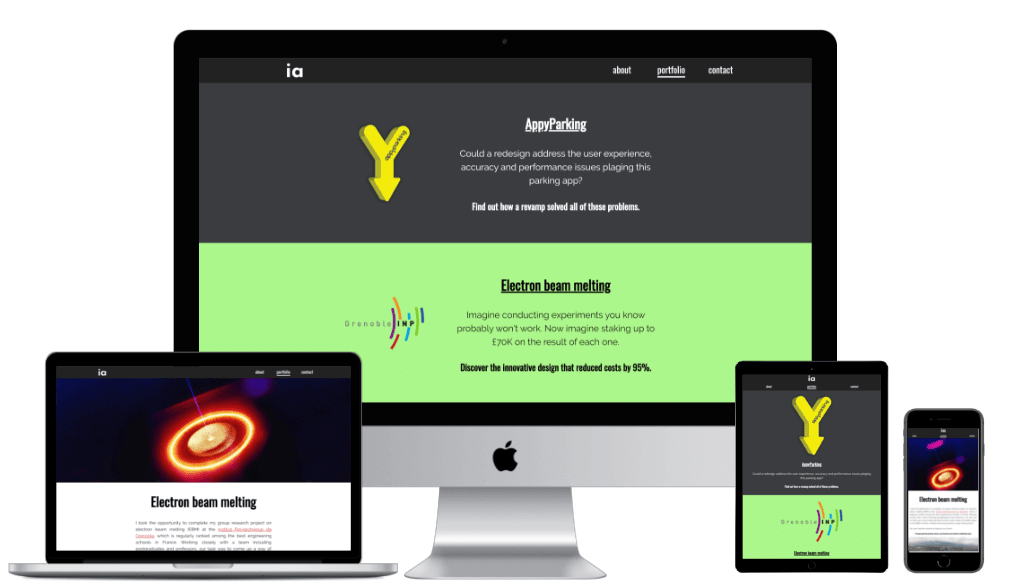 ia
about portfolio contact
appyparking
AppyParking
Could a redesign address the user experience,
accuracy and performance issues plaging this
parking app?
Find out how a revamp solved all of these problems.
Electron beam melting
Grenoble INP
Imagine conducting experiments you know
probably won't work. Now imagine staking up to
£70K on the result of each one.
Discover the innovative design that reduced costs by 95%.
ia
about portfolio contact
Electron beam melting
I took the opportunity to complete my group research project on
electron beam melting (EBM) at the
, which is regularly ranked among the best engineering
schools in France. Working closely with a team including
postgraduates and professors, our task was to come up a way of
ia
about contact
appyparking
AppyParking
Could a redesign address the user experience, accuracy and performance issues plaging
this parking app?
Find out how a revamp solved all of these problems.
Grenoble INP
Electron beam melting
ia
Electron beam melting